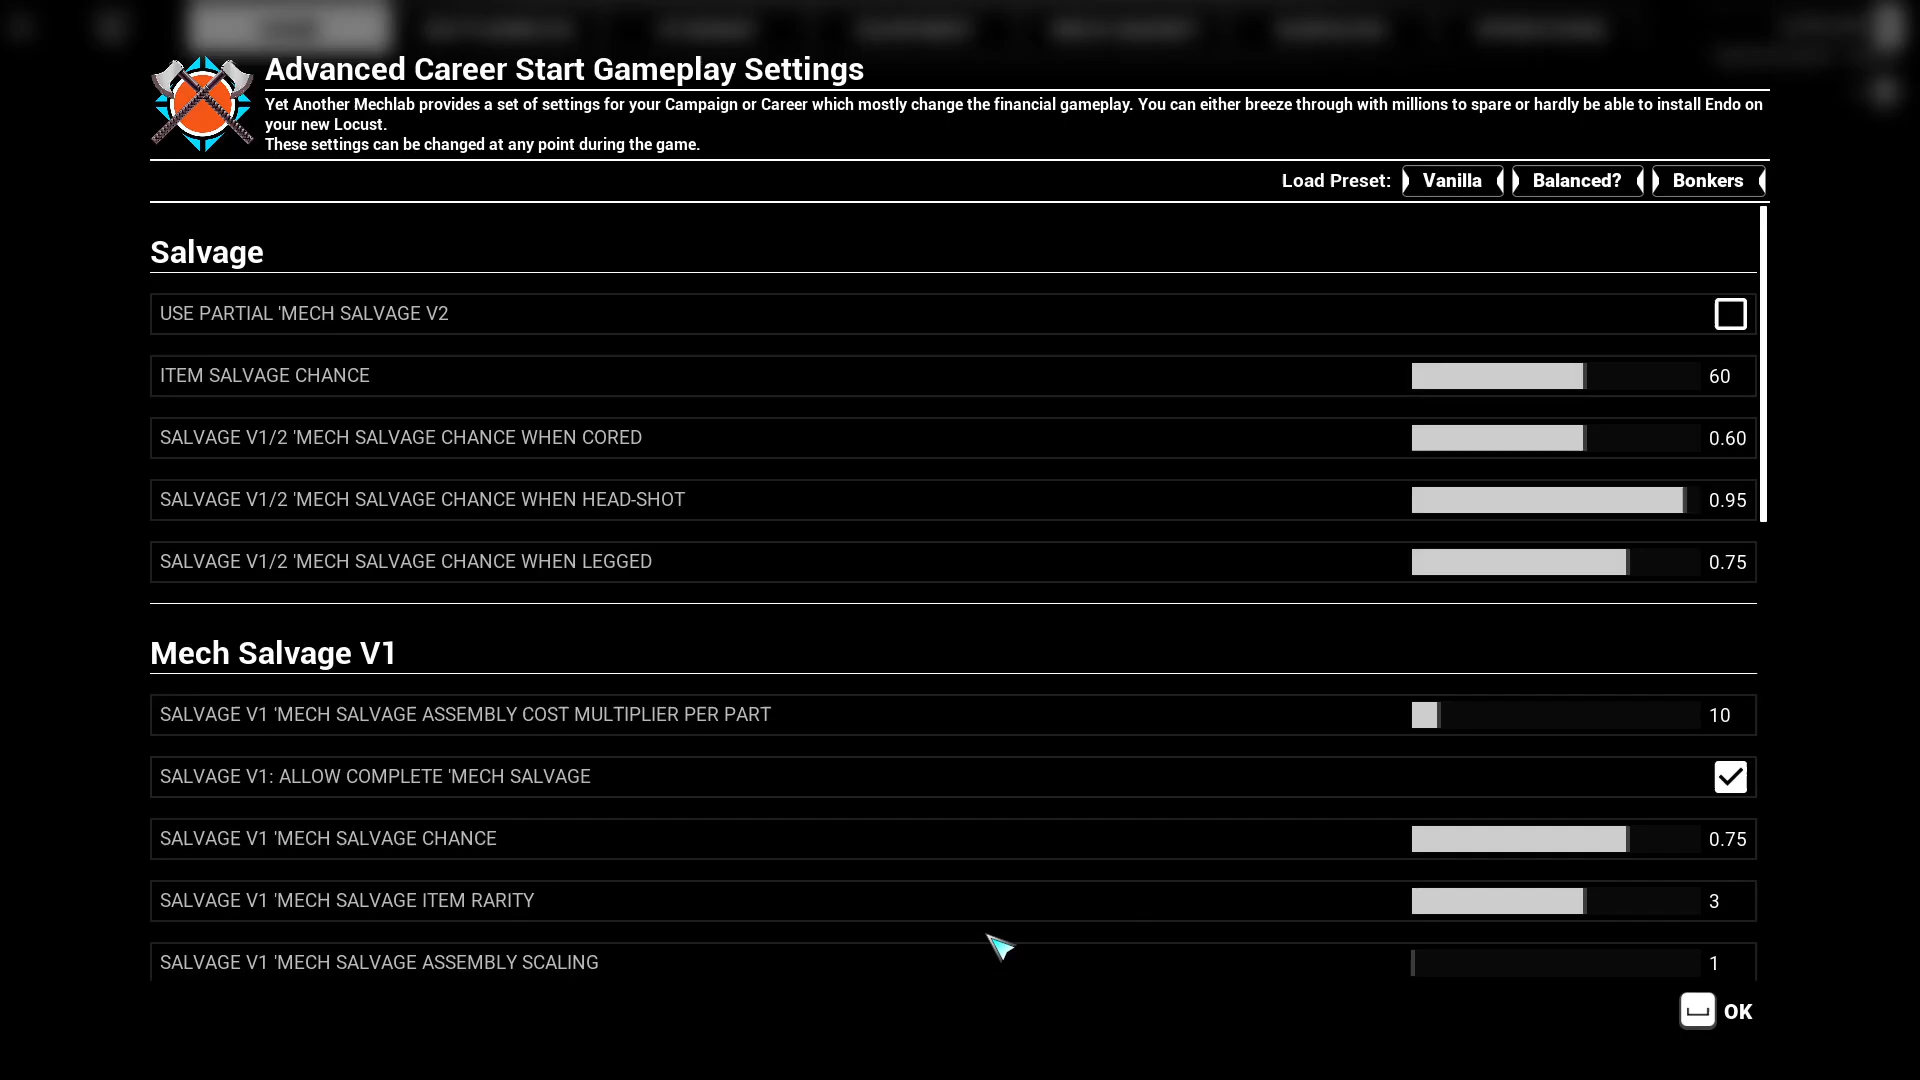 Advanced Career Start Gameplay Settings
Yet Another Mechlab provides a set of settings for your Campaign or Career which mostly change the financial gameplay. You can either breeze through with millions to spare or hardly be able to install Endo on
your new Locust.
These settings can be changed at any point during the game.
Load Preset: Vanilla Balanced? Bonkers
Salvage
USE PARTIAL 'MECH SALVAGE V2
ITEM SALVAGE CHANCE 60
SALVAGE V1/2 'MECH SALVAGE CHANCE WHEN CORED 0.60
SALVAGE V1/2 'MECH SALVAGE CHANCE WHEN HEAD-SHOT 0.95
SALVAGE V1/2 'MECH SALVAGE CHANCE WHEN LEGGED 0.75
Mech Salvage V1
SALVAGE V1 'MECH SALVAGE ASSEMBLY COST MULTIPLIER PER PART 10
SALVAGE V1: ALLOW COMPLETE 'MECH SALVAGE
SALVAGE V1 'MECH SALVAGE CHANCE 0.75
SALVAGE V1 'MECH SALVAGE ITEM RARITY 3
SALVAGE V1 'MECH SALVAGE ASSEMBLY SCALING 1
OK